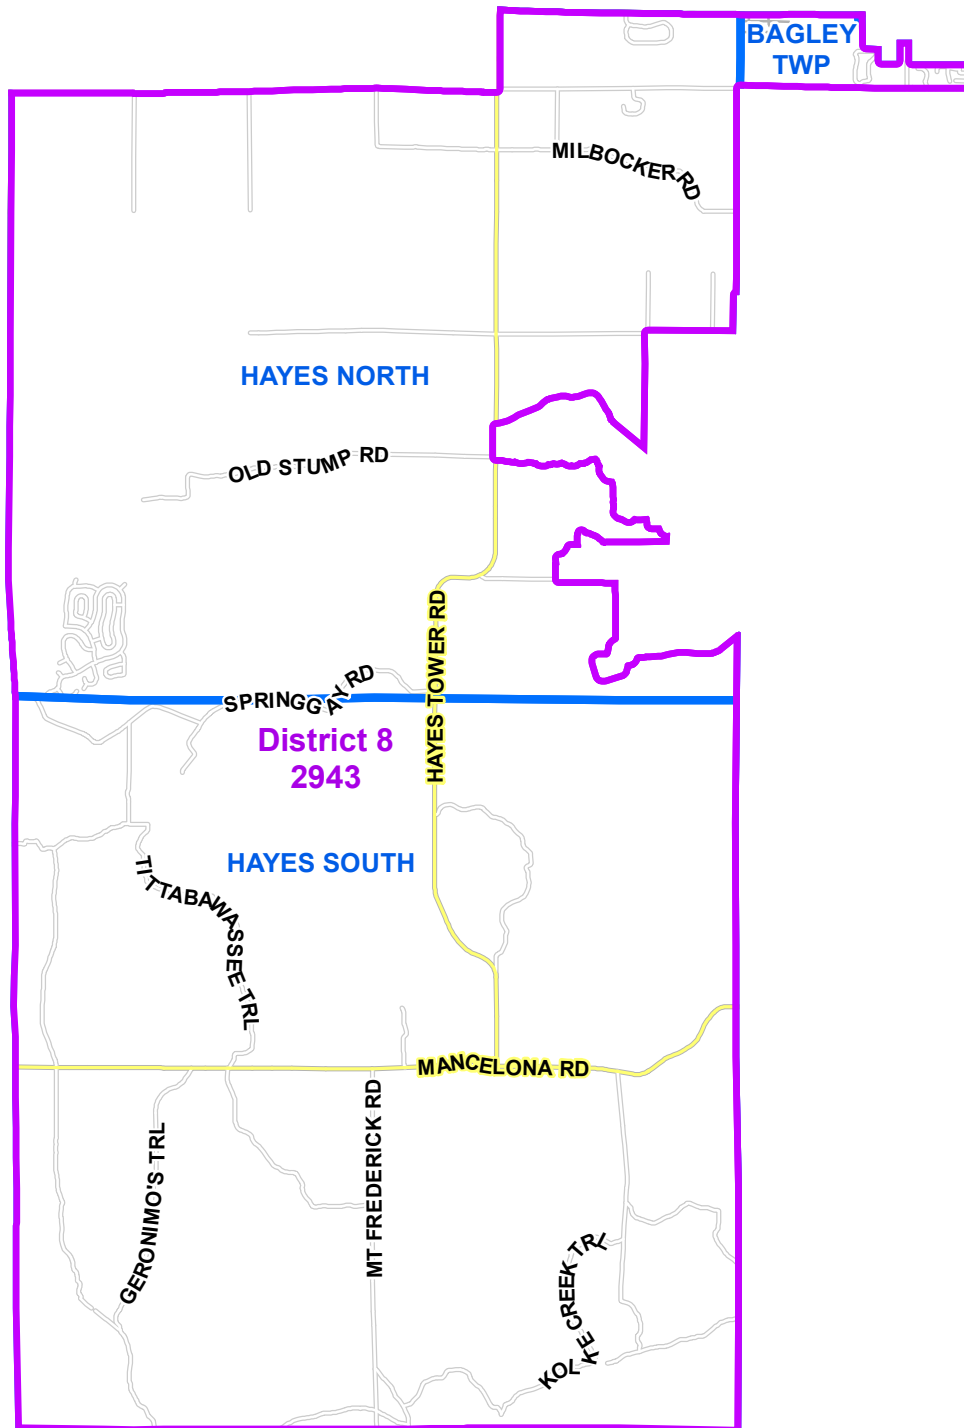 BAGLEY
TWP
MILBOCKER RD
HAYES NORTH
OLD STUMP RD
HAYES TOWER RD
SPRINGGAY RD
District 8
2943
HAYES SOUTH
TITTABAWASSEE TRL
MANCELONA RD
MT FREDERICK RD
GERONIMO'S TRL
KOLKE CREEK TRL